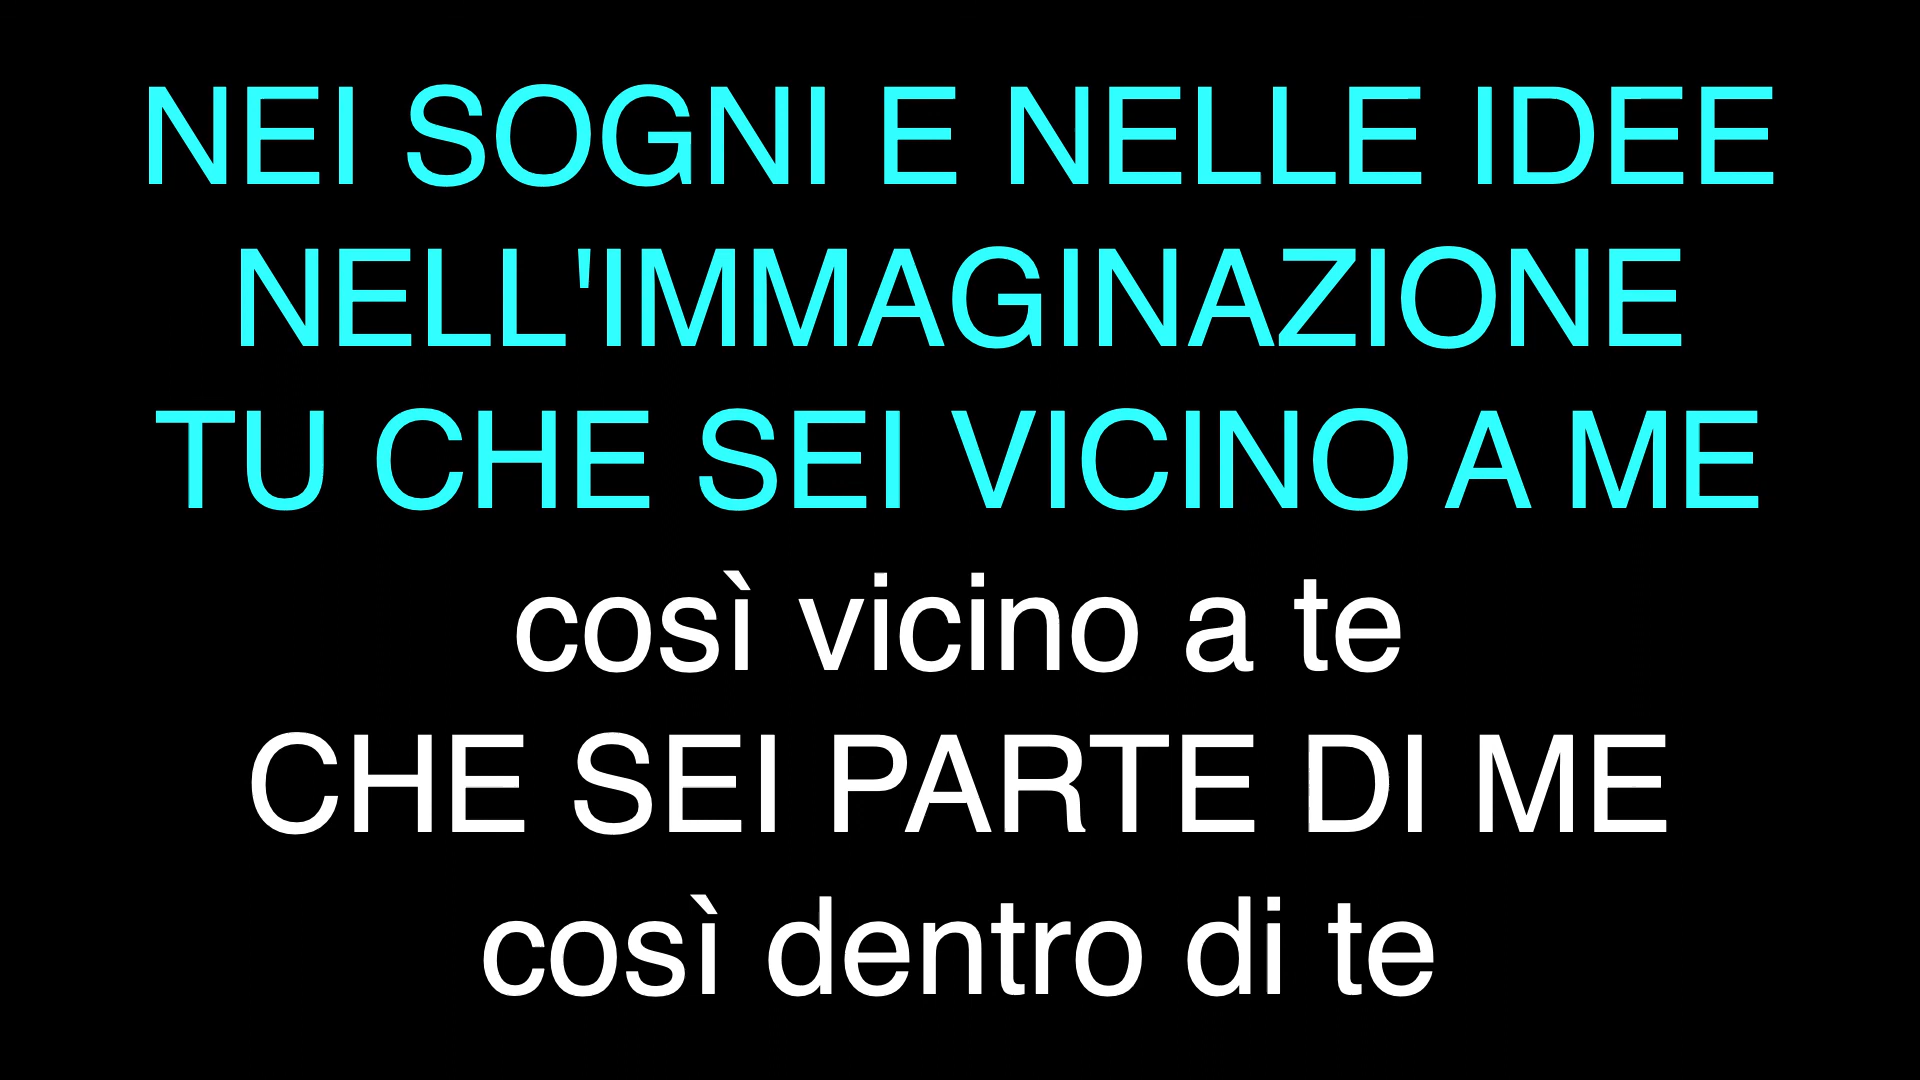 NEI SOGNI E NELLE IDEE
NELL'IMMAGINAZIONE
TU CHE SEI VICINO A ME
così vicino a te
CHE SEI PARTE DI ME
così dentro di te